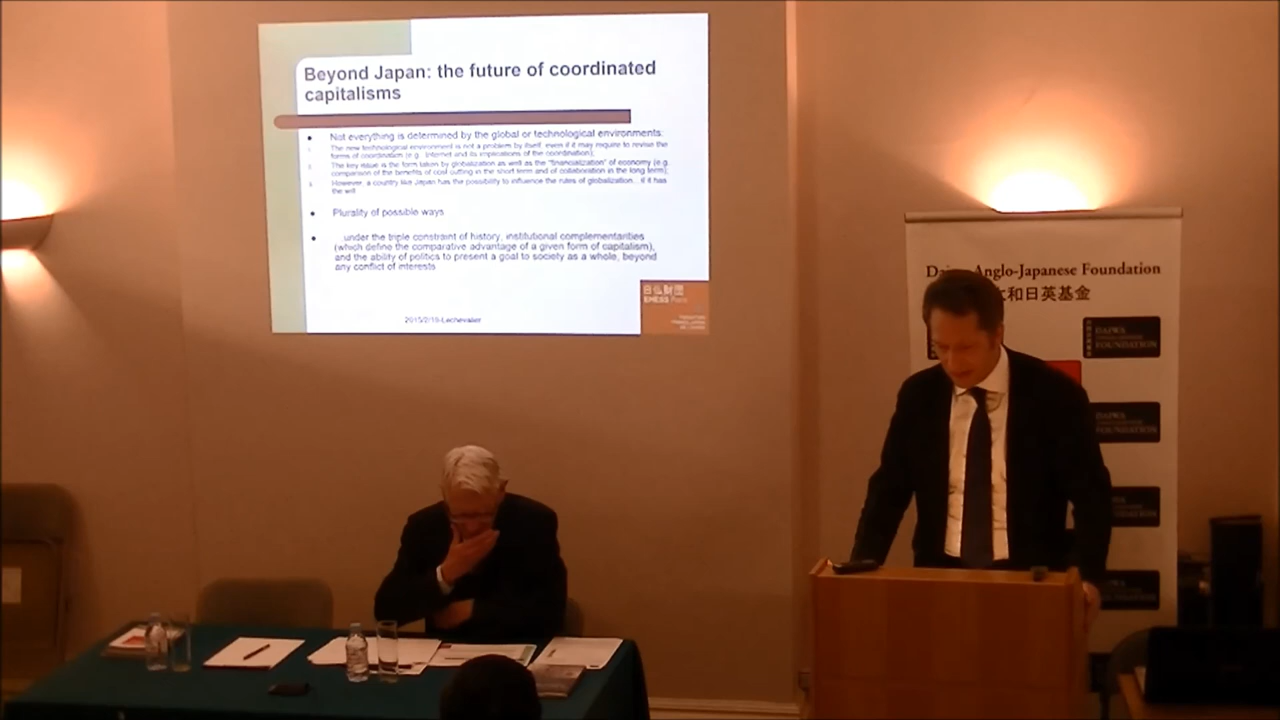 Beyond Japan: the future of coordinated
capitalisms
Not everything is determined by the global or technological environments:
The new technological environment is not a problem by itself, even if it may require to revise the
forms of coordination (e.g. Internet and its implications of the coordination);
The key issue is the form taken by globalization as well as the "financialization" of economy (e.g.
comparison of the benefits of cost cutting in the short term and of collaboration in the long term);
However, a country like Japan has the possibility to influence the rules of globalization... if it has
the will
Plurality of possible ways
...under the triple constraint of history, institutional complementarities
(which define the comparative advantage of a given form of capitalism),
and the ability of politics to present a goal to society as a whole, beyond
any conflict of interests
2015/2/10-Lechevalier
日仏財団
EHESS Paris
Anglo-Japanese Foundation
和日英基金
DAIWA
FOUNDATION
DAIWA
FOUNDATION